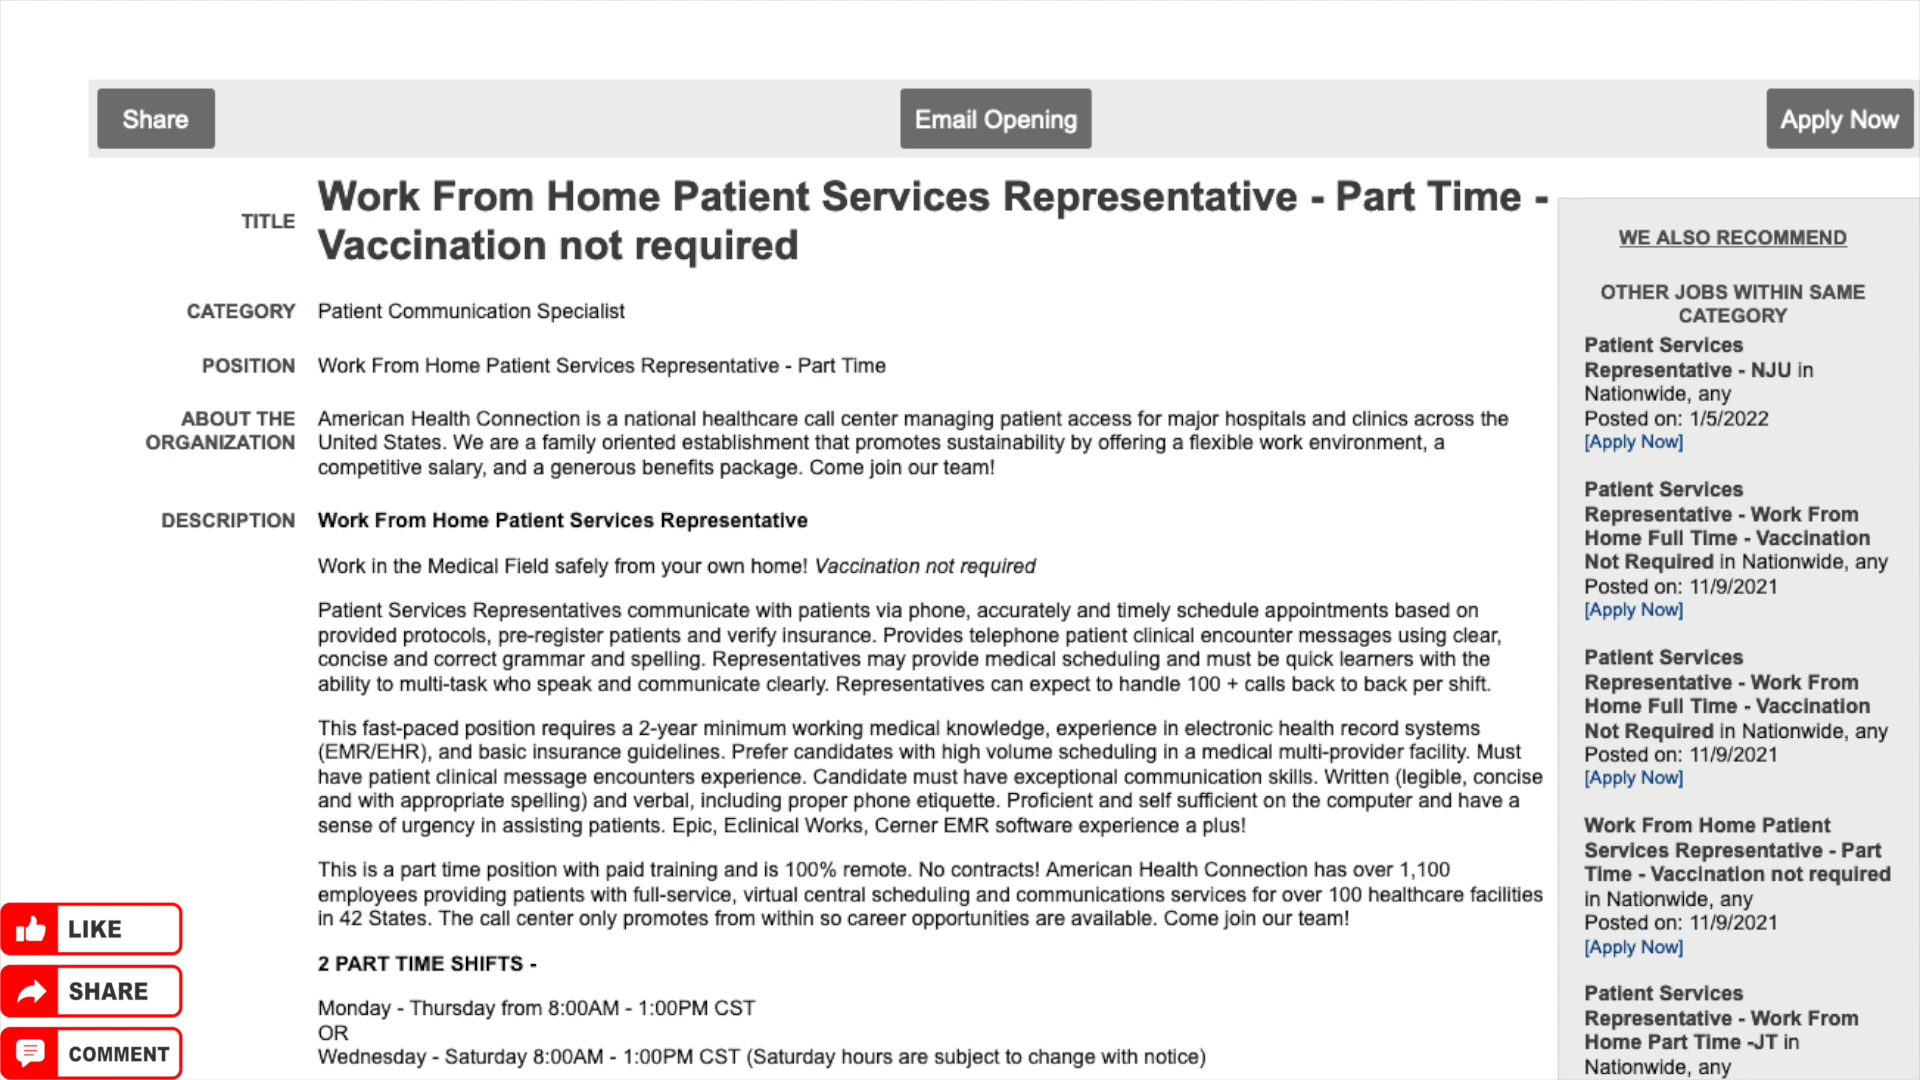 Share
Email Opening
Apply Now
TITLE
Work From Home Patient Services Representative - Part Time -
Vaccination not required
CATEGORY
Patient Communication Specialist
POSITION
Work From Home Patient Services Representative - Part Time
ABOUT THE
ORGANIZATION
American Health Connection is a national healthcare call center managing patient access for major hospitals and clinics across the
United States. We are a family oriented establishment that promotes sustainability by offering a flexible work environment, a
competitive salary, and a generous benefits package. Come join our team!
DESCRIPTION
Work From Home Patient Services Representative
Work in the Medical Field safely from your own home! Vaccination not required
Patient Services Representatives communicate with patients via phone, accurately and timely schedule appointments based on
provided protocols, pre-register patients and verify insurance. Provides telephone patient clinical encounter messages using clear,
concise and correct grammar and spelling. Representatives may provide medical scheduling and must be quick learners with the
ability to multi-task who speak and communicate clearly. Representatives can expect to handle 100 + calls back to back per shift.
This fast-paced position requires a 2-year minimum working medical knowledge, experience in electronic health record systems
(EMR/EHR), and basic insurance guidelines. Prefer candidates with high volume scheduling in a medical multi-provider facility. Must
have patient clinical message encounters experience. Candidate must have exceptional communication skills. Written (legible, concise
and with appropriate spelling) and verbal, including proper phone etiquette. Proficient and self sufficient on the computer and have a
sense of urgency in assisting patients. Epic, Eclinical Works, Cerner EMR software experience a plus!
This is a part time position with paid training and is 100% remote. No contracts! American Health Connection has over 1,100
employees providing patients with full-service, virtual central scheduling and communications services for over 100 healthcare facilities
in 42 States. The call center only promotes from within so career opportunities are available. Come join our team!
2 PART TIME SHIFTS -
Monday - Thursday from 8:00AM - 1:00PM CST
OR
Wednesday - Saturday 8:00AM - 1:00PM CST (Saturday hours are subject to change with notice)
WE ALSO RECOMMEND
OTHER JOBS WITHIN SAME
CATEGORY
Patient Services
Representative - NJU in
Nationwide, any
Posted on: 1/5/2022
[Apply Now]
Patient Services
Representative - Work From
Home Full Time - Vaccination
Not Required in Nationwide, any
Posted on: 11/9/2021
[Apply Now]
Patient Services
Representative - Work From
Home Full Time - Vaccination
Not Required in Nationwide, any
Posted on: 11/9/2021
[Apply Now]
Work From Home Patient
Services Representative - Part
Time - Vaccination not required
in Nationwide, any
Posted on: 11/9/2021
[Apply Now]
Patient Services
Representative - Work From
Home Part Time -JT in
Nationwide, any
LIKE
SHARE
COMMENT